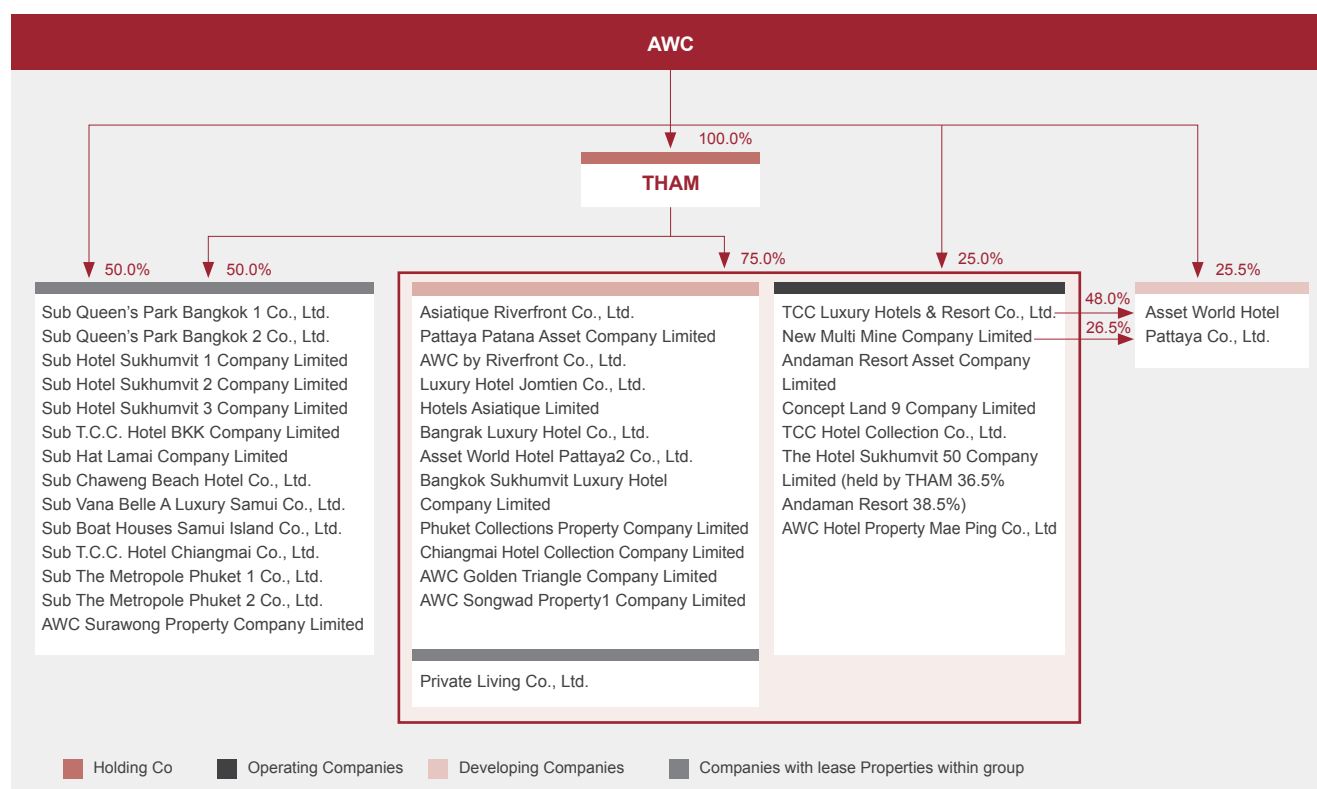 AWC
100.0%
THAM
50.0%
50.0%
75.0%
25.0%
25.5%
Sub Queen's Park Bangkok 1 Co., Ltd.
Sub Queen's Park Bangkok 2 Co., Ltd.
Sub Hotel Sukhumvit 1 Company Limited
Sub Hotel Sukhumvit 2 Company Limited
Sub Hotel Sukhumvit 3 Company Limited
Sub T.C.C. Hotel BKK Company Limited
Sub Hat Lamai Company Limited
Sub Chaweng Beach Hotel Co., Ltd.
Sub Vana Belle A Luxury Samui Co., Ltd.
Sub Boat Houses Samui Island Co., Ltd.
Sub T.C.C. Hotel Chiangmai Co., Ltd.
Sub The Metropole Phuket 1 Co., Ltd.
Sub The Metropole Phuket 2 Co., Ltd.
AWC Surawong Property Company Limited
Asiatique Riverfront Co., Ltd.
Pattaya Patana Asset Company Limited
AWC by Riverfront Co., Ltd.
Luxury Hotel Jomtien Co., Ltd.
Hotels Asiatique Limited
Bangrak Luxury Hotel Co., Ltd.
Asset World Hotel Pattaya2 Co., Ltd.
Bangkok Sukhumvit Luxury Hotel
Company Limited
Phuket Collections Property Company Limited
Chiangmai Hotel Collection Company Limited
AWC Golden Triangle Company Limited
AWC Songwad Property1 Company Limited
Private Living Co., Ltd.
TCC Luxury Hotels & Resort Co., Ltd.
New Multi Mine Company Limited
Andaman Resort Asset Company
Limited
Concept Land 9 Company Limited
TCC Hotel Collection Co., Ltd.
The Hotel Sukhumvit 50 Company
Limited (held by THAM 36.5%
Andaman Resort 38.5%)
AWC Hotel Property Mae Ping Co., Ltd
48.0%
26.5%
Asset World Hotel
Pattaya Co., Ltd.
Holding Co
Operating Companies
Developing Companies
Companies with lease Properties within group